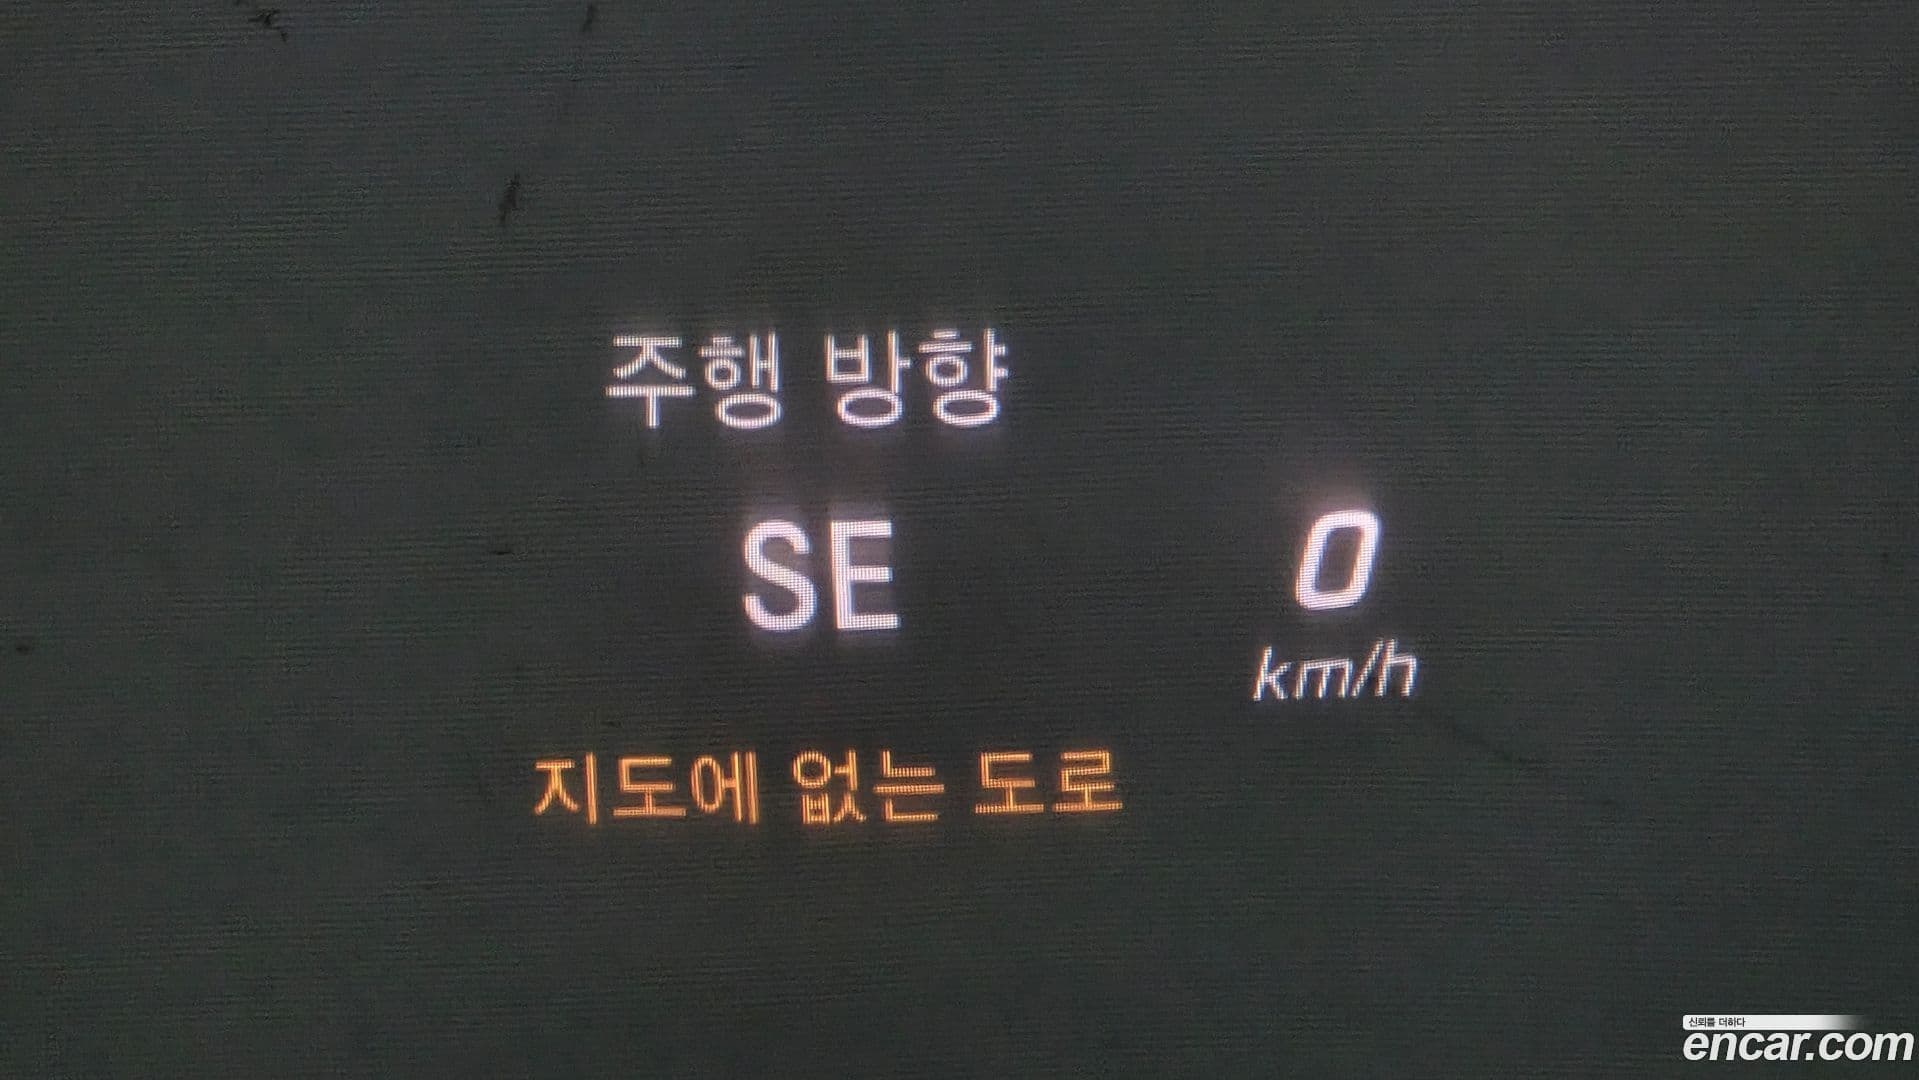 주행 방향
SE
0
km/h
지도에 없는 도로
신뢰를 더하다
encar.com